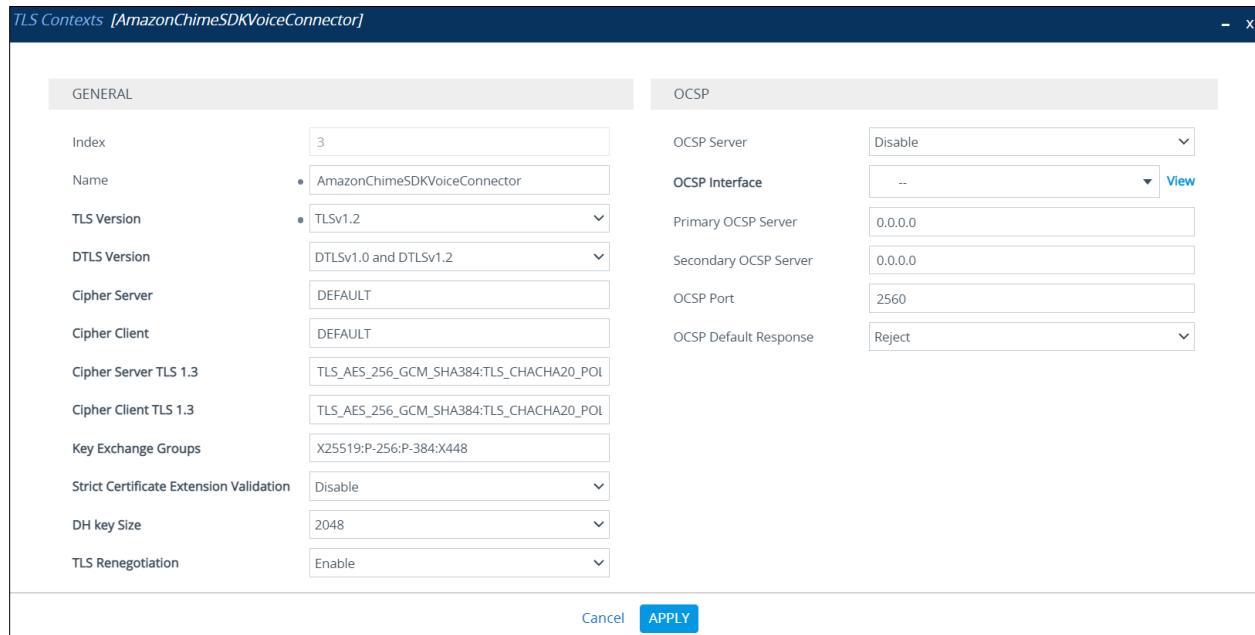 TLS Contexts [AmazonChimeSDKVoiceConnector]
– x
GENERAL
Index 3
Name AmazonChimeSDKVoiceConnector
TLS Version TLSv1.2
DTLS Version DTLSv1.0 and DTLSv1.2
Cipher Server DEFAULT
Cipher Client DEFAULT
Cipher Server TLS 1.3 TLS_AES_256_GCM_SHA384:TLS_CHACHA20_POL
Cipher Client TLS 1.3 TLS_AES_256_GCM_SHA384:TLS_CHACHA20_POL
Key Exchange Groups X25519:P-256:P-384:X448
Strict Certificate Extension Validation Disable
DH key Size 2048
TLS Renegotiation Enable
OCSP
OCSP Server Disable
OCSP Interface -- View
Primary OCSP Server 0.0.0.0
Secondary OCSP Server 0.0.0.0
OCSP Port 2560
OCSP Default Response Reject
Cancel APPLY